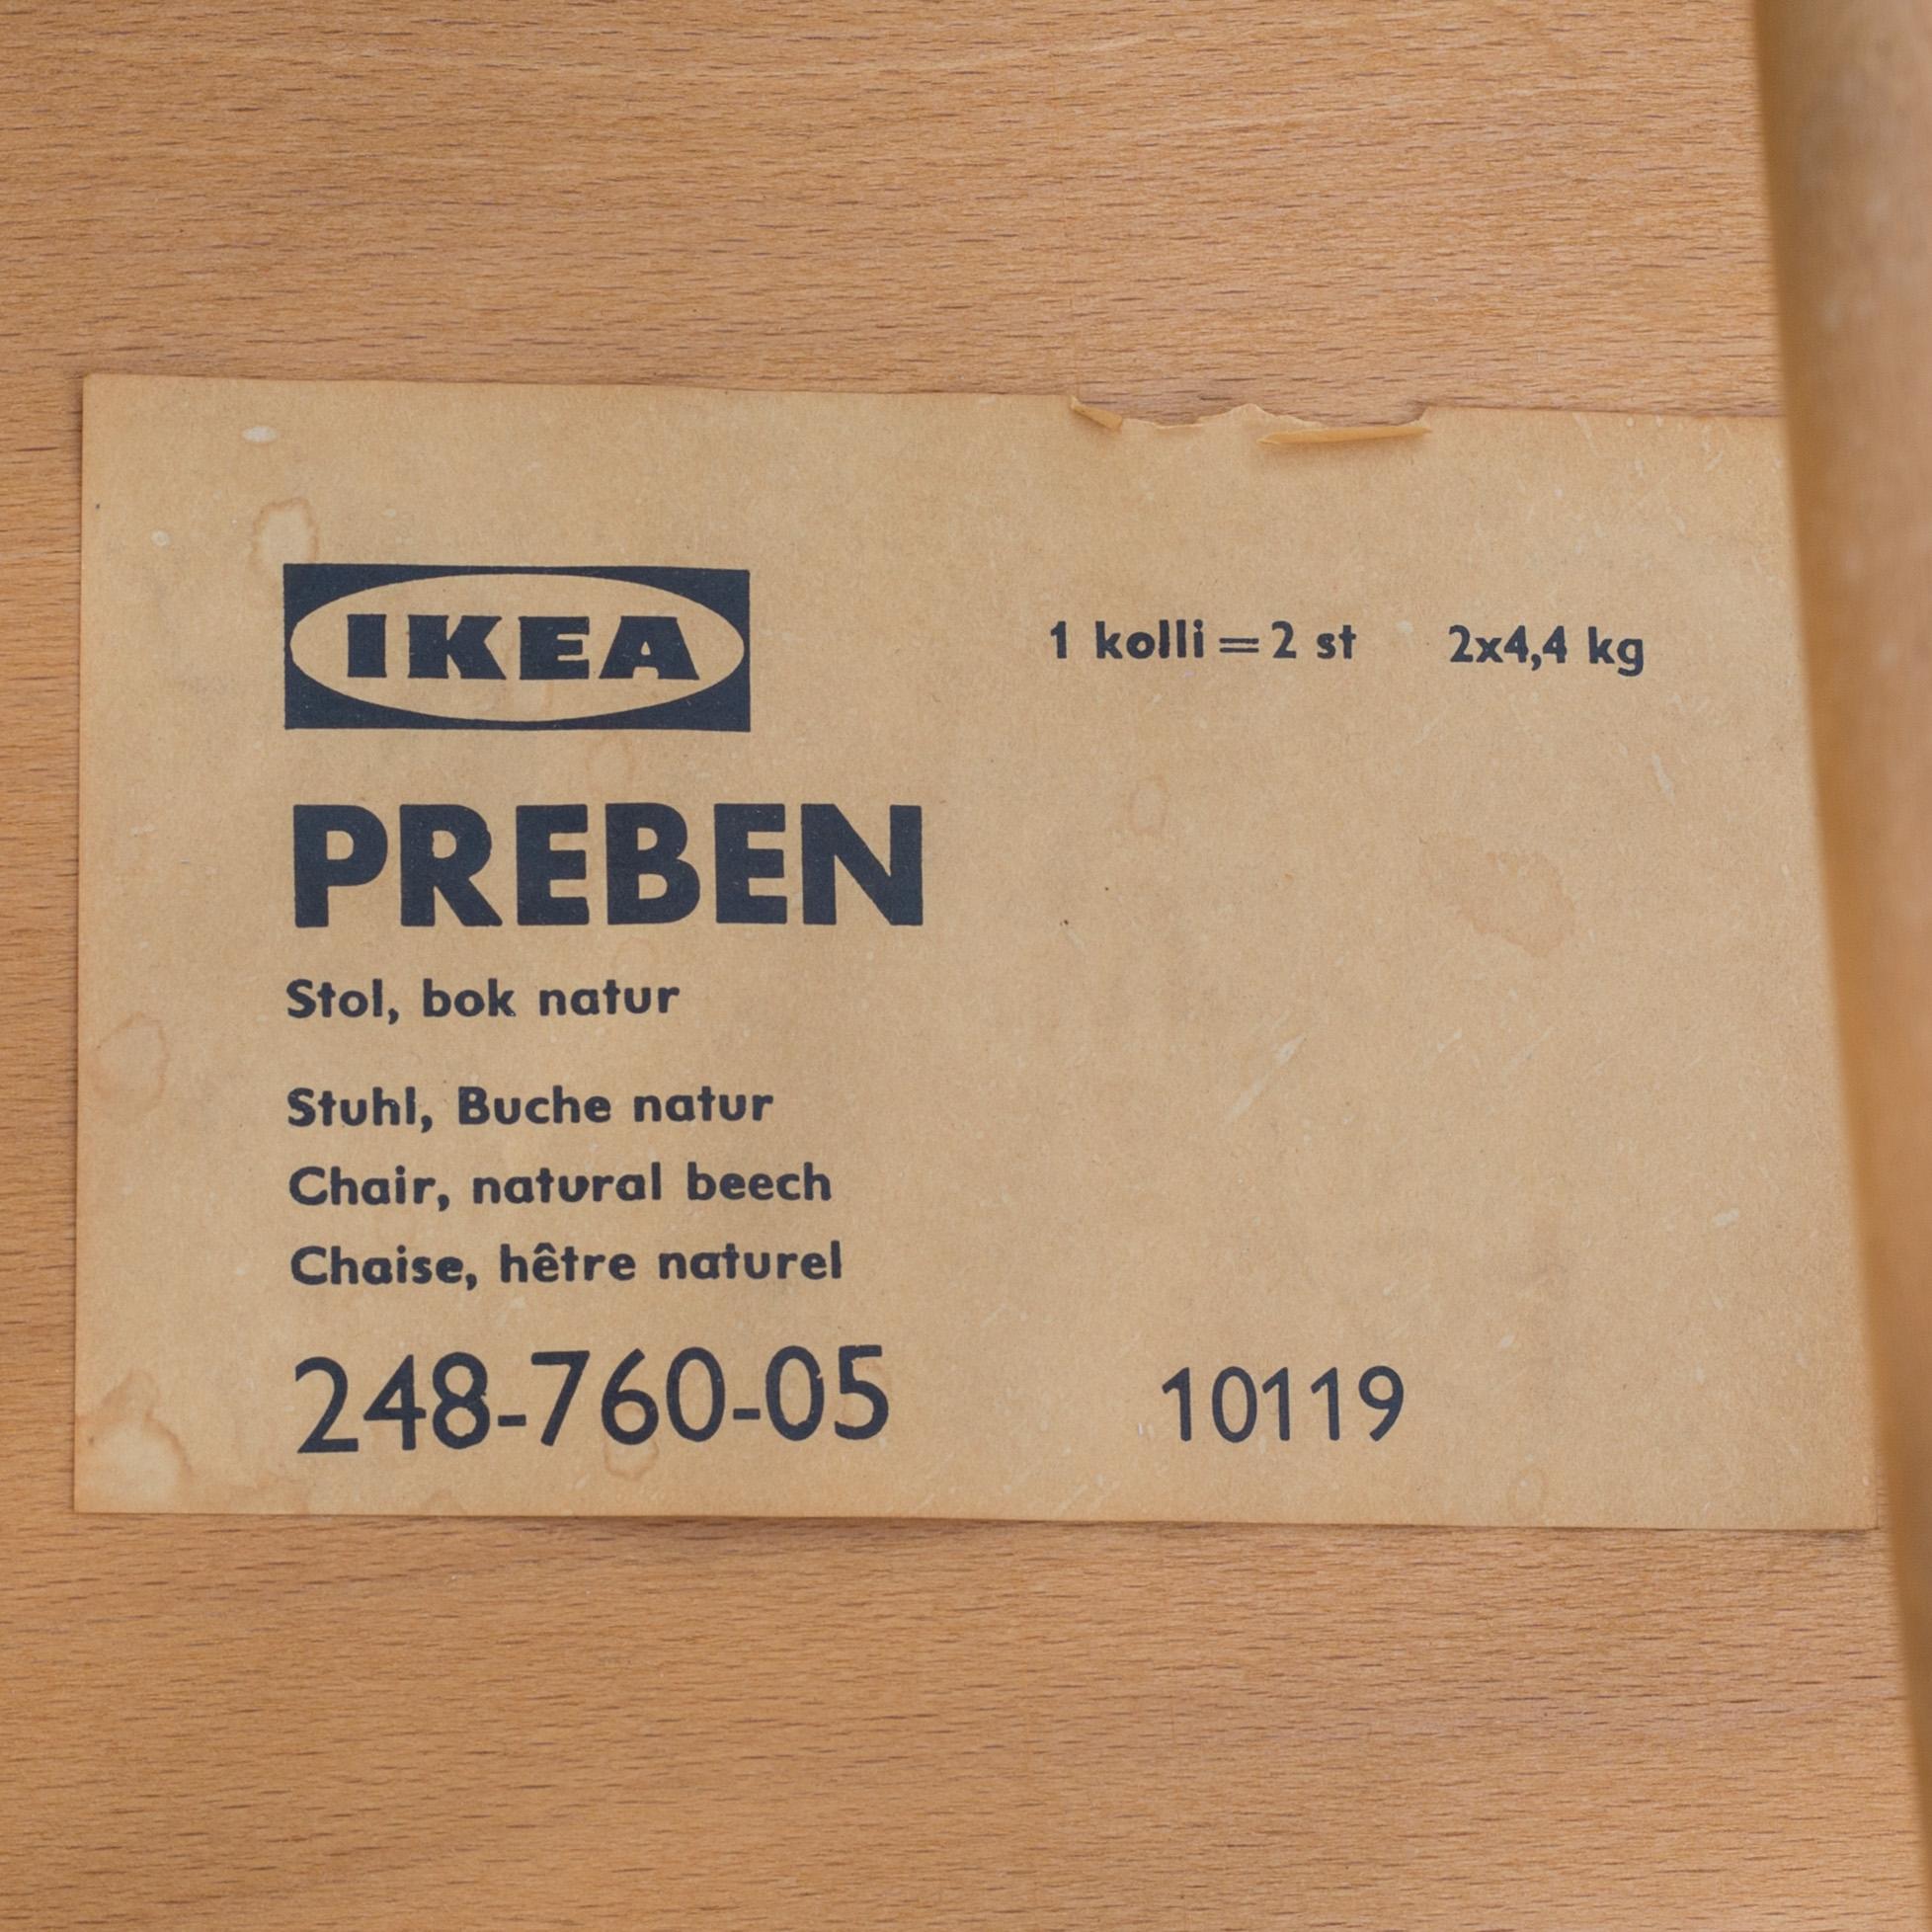 IKEA
1 kolli = 2 st 2x4,4 kg
PREBEN
Stol, bok natur
Stuhl, Buche natur
Chair, natural beech
Chaise, hêtre naturel
248-760-05 10119